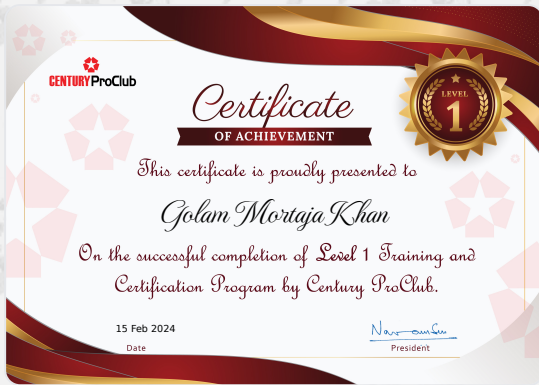 CENTURY ProClub
Certificate
OF ACHIEVEMENT
LEVEL
1
This certificate is proudly presented to
Golam Mortaja Khan
On the successful completion of Level 1 Training and
Certification Program by Century ProClub.
15 Feb 2024
Date
President